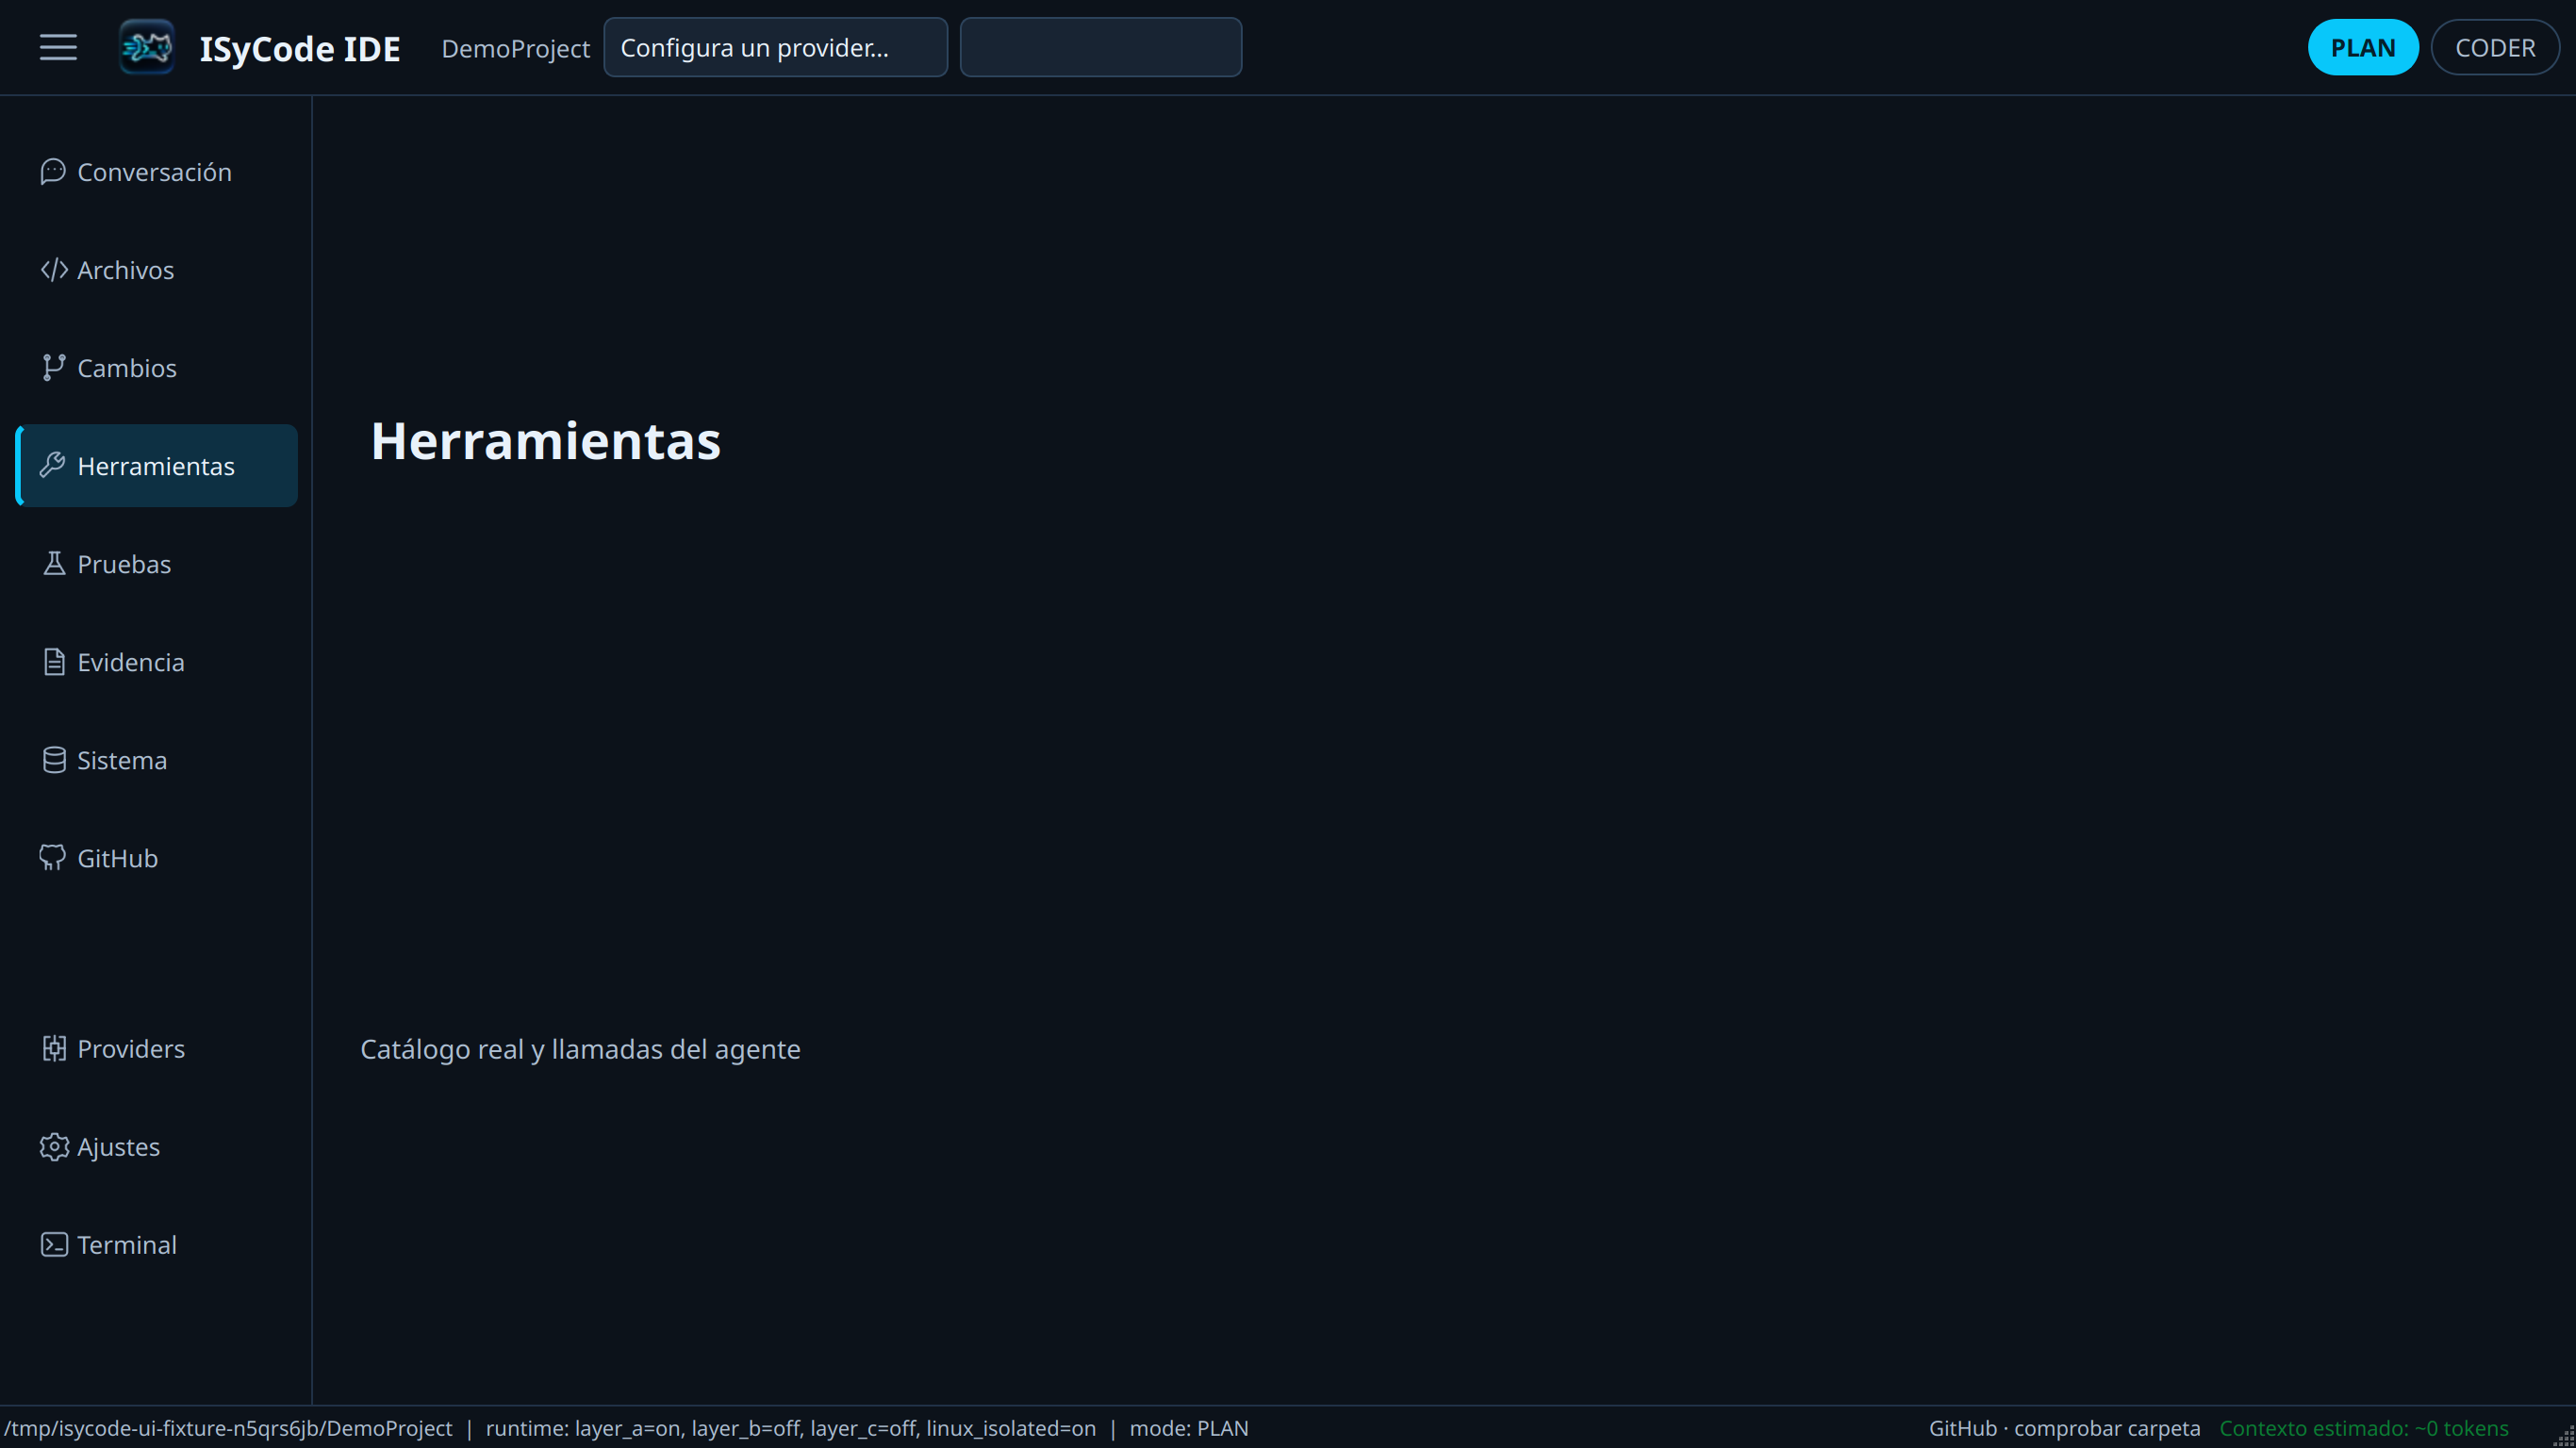 ISyCode IDE
DemoProject
Configura un provider...
PLAN
CODER
Conversación
Archivos
Cambios
Herramientas
Pruebas
Evidencia
Sistema
GitHub
Providers
Ajustes
Terminal
Herramientas
Catálogo real y llamadas del agente
/tmp/isycode-ui-fixture-n5qrs6jb/DemoProject | runtime: layer_a=on, layer_b=off, layer_c=off, linux_isolated=on | mode: PLAN
GitHub · comprobar carpeta
Contexto estimado: ~0 tokens